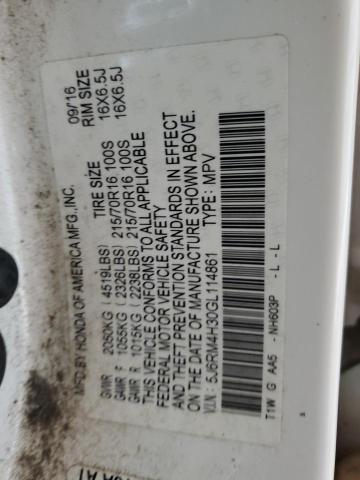 MFD BY HONDA OF AMERICA MFG., INC. 09/16
TIRE SIZE RIM SIZE
GVWR 2050KG (4519LBS)
GAWR F 1055KG (2326LBS) 215/70R16 100S 16X6.5J
GAWR R 1015KG (2238LBS) 215/70R16 100S 16X6.5J
THIS VEHICLE CONFORMS TO ALL APPLICABLE
FEDERAL MOTOR VEHICLE SAFETY
AND THEFT PREVENTION STANDARDS IN EFFECT
ON THE DATE OF MANUFACTURE SHOWN ABOVE.
V.I.N.: 5J6RM4H30GL114861 TYPE: MPV
T1W G AA5 - NH603P - L - L